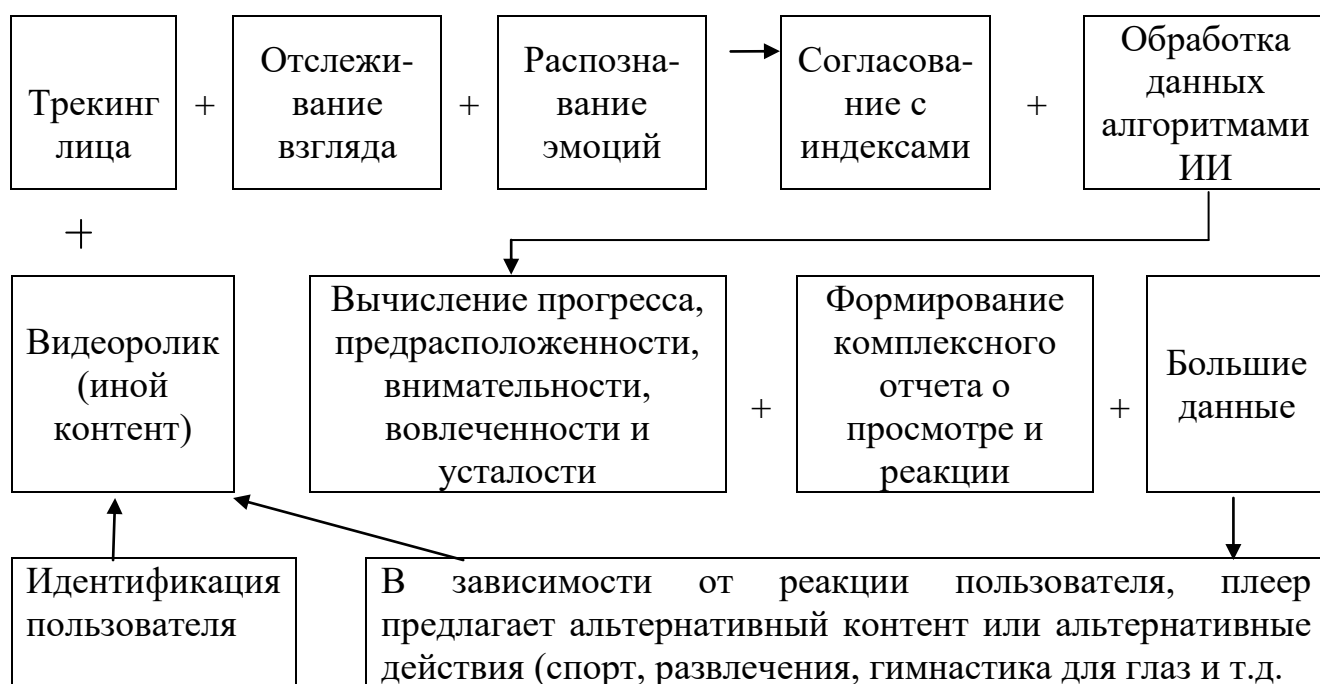 Трекинг
лица
+
Отслежи-
вание
взгляда
+
Распозна-
вание
эмоций
Согласова-
ние с
индексами
+
Обработка
данных
алгоритмами
ИИ
+
Видеоролик
(иной
контент)
Вычисление прогресса,
предрасположенности,
внимательности,
вовлеченности и
усталости
+
Формирование
комплексного
отчета о
просмотре и
реакции
+
Большие
данные
Идентификация
пользователя
В зависимости от реакции пользователя, плеер
предлагает альтернативный контент или альтернативные
действия (спорт, развлечения, гимнастика для глаз и т.д.